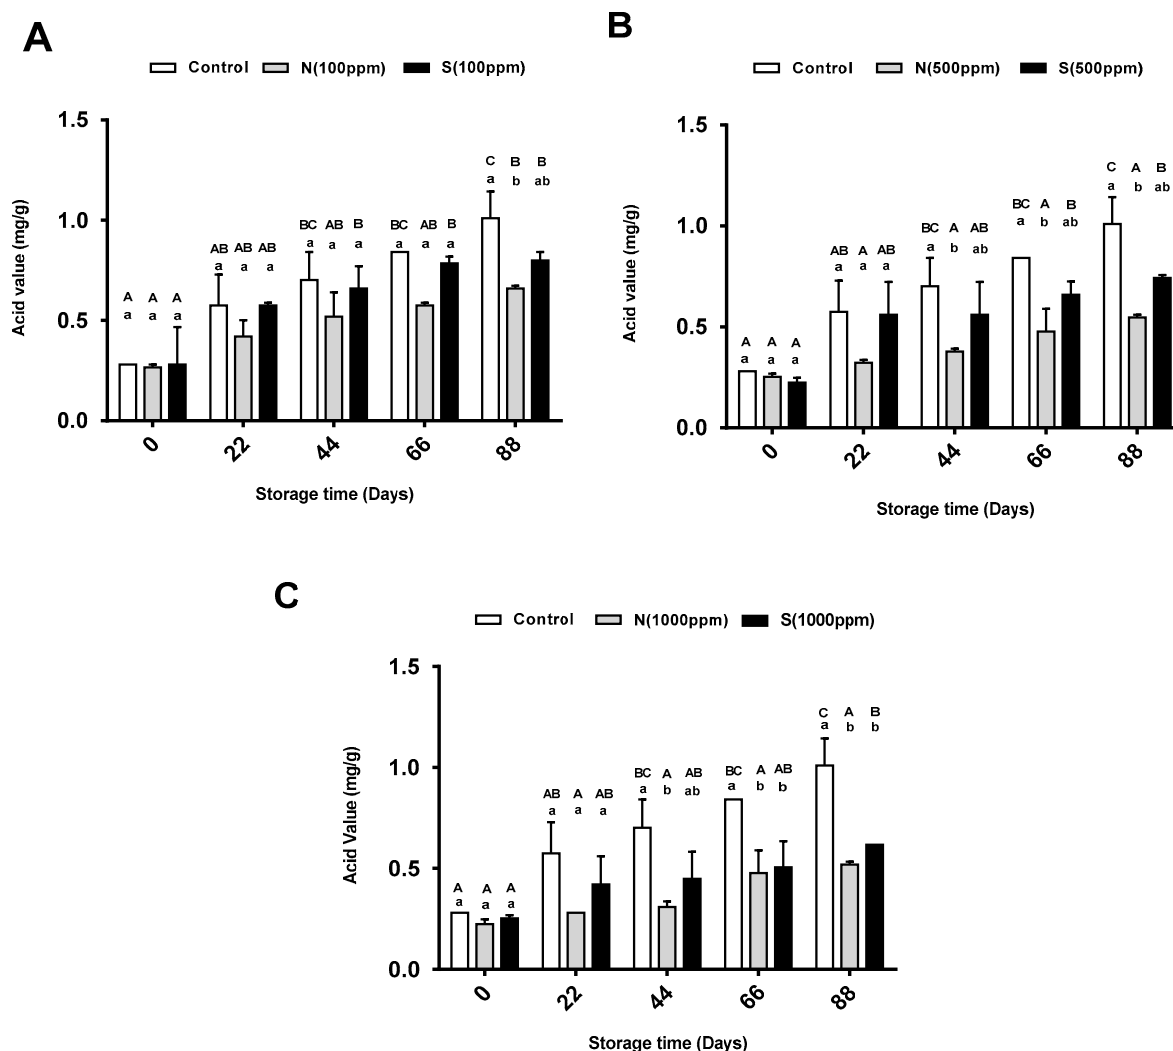 A
Control N(100ppm) S(100ppm)
Acid value (mg/g)
1.5
1.0
0.5
0.0
A A A
a a a
AB AB AB
a a a
BC AB B
a a a
BC AB B
a a a
C B B
a b ab
0 22 44 66 88
Storage time (Days)
B
Control N(500ppm) S(500ppm)
Acid value (mg/g)
1.5
1.0
0.5
0.0
A A A
a a a
AB A AB
a a a
BC A AB
a b ab
BC A B
a b ab
C A B
a b ab
0 22 44 66 88
Storage time (Days)
C
Control N(1000ppm) S(1000ppm)
Acid Value (mg/g)
1.5
1.0
0.5
0.0
A A A
a a a
AB A AB
a a a
BC A AB
a b ab
BC A AB
a b b
C A B
a b b
0 22 44 66 88
Storage time (Days)